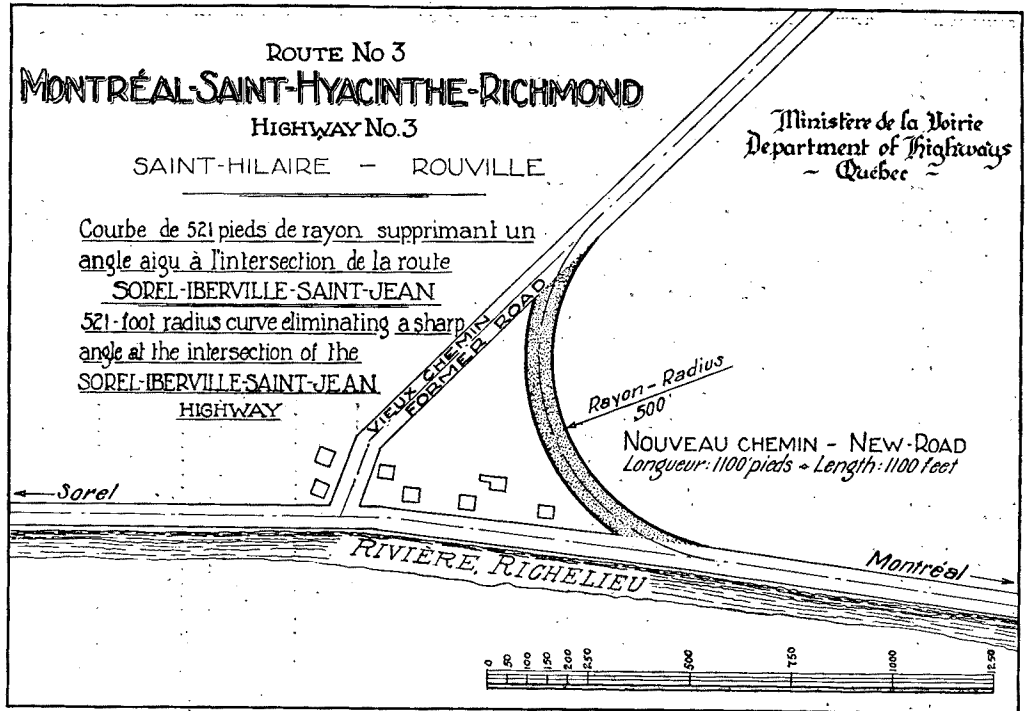 ROUTE NO 3
MONTRÉAL-SAINT-HYACINTHE-RICHMOND
HIGHWAY NO.3
SAINT-HILAIRE – ROUVILLE
Ministère de la Voirie
Department of Highways
- Québec -
Courbe de 521 pieds de rayon supprimant un
angle aigu à l'intersection de la route
SOREL-IBERVILLE-SAINT-JEAN
521-foot radius curve eliminating a sharp
angle at the intersection of the
SOREL-IBERVILLE-SAINT-JEAN
HIGHWAY
VIEUX CHEMIN
FORMER ROAD
Rayon-Radius
500'
NOUVEAU CHEMIN - NEW-ROAD
Longueur: 1100 pieds - Length: 1100 feet
Sorel
Montréal
RIVIÈRE, RICHELIEU
0 50 100 150 200 250 500 750 1000 1250